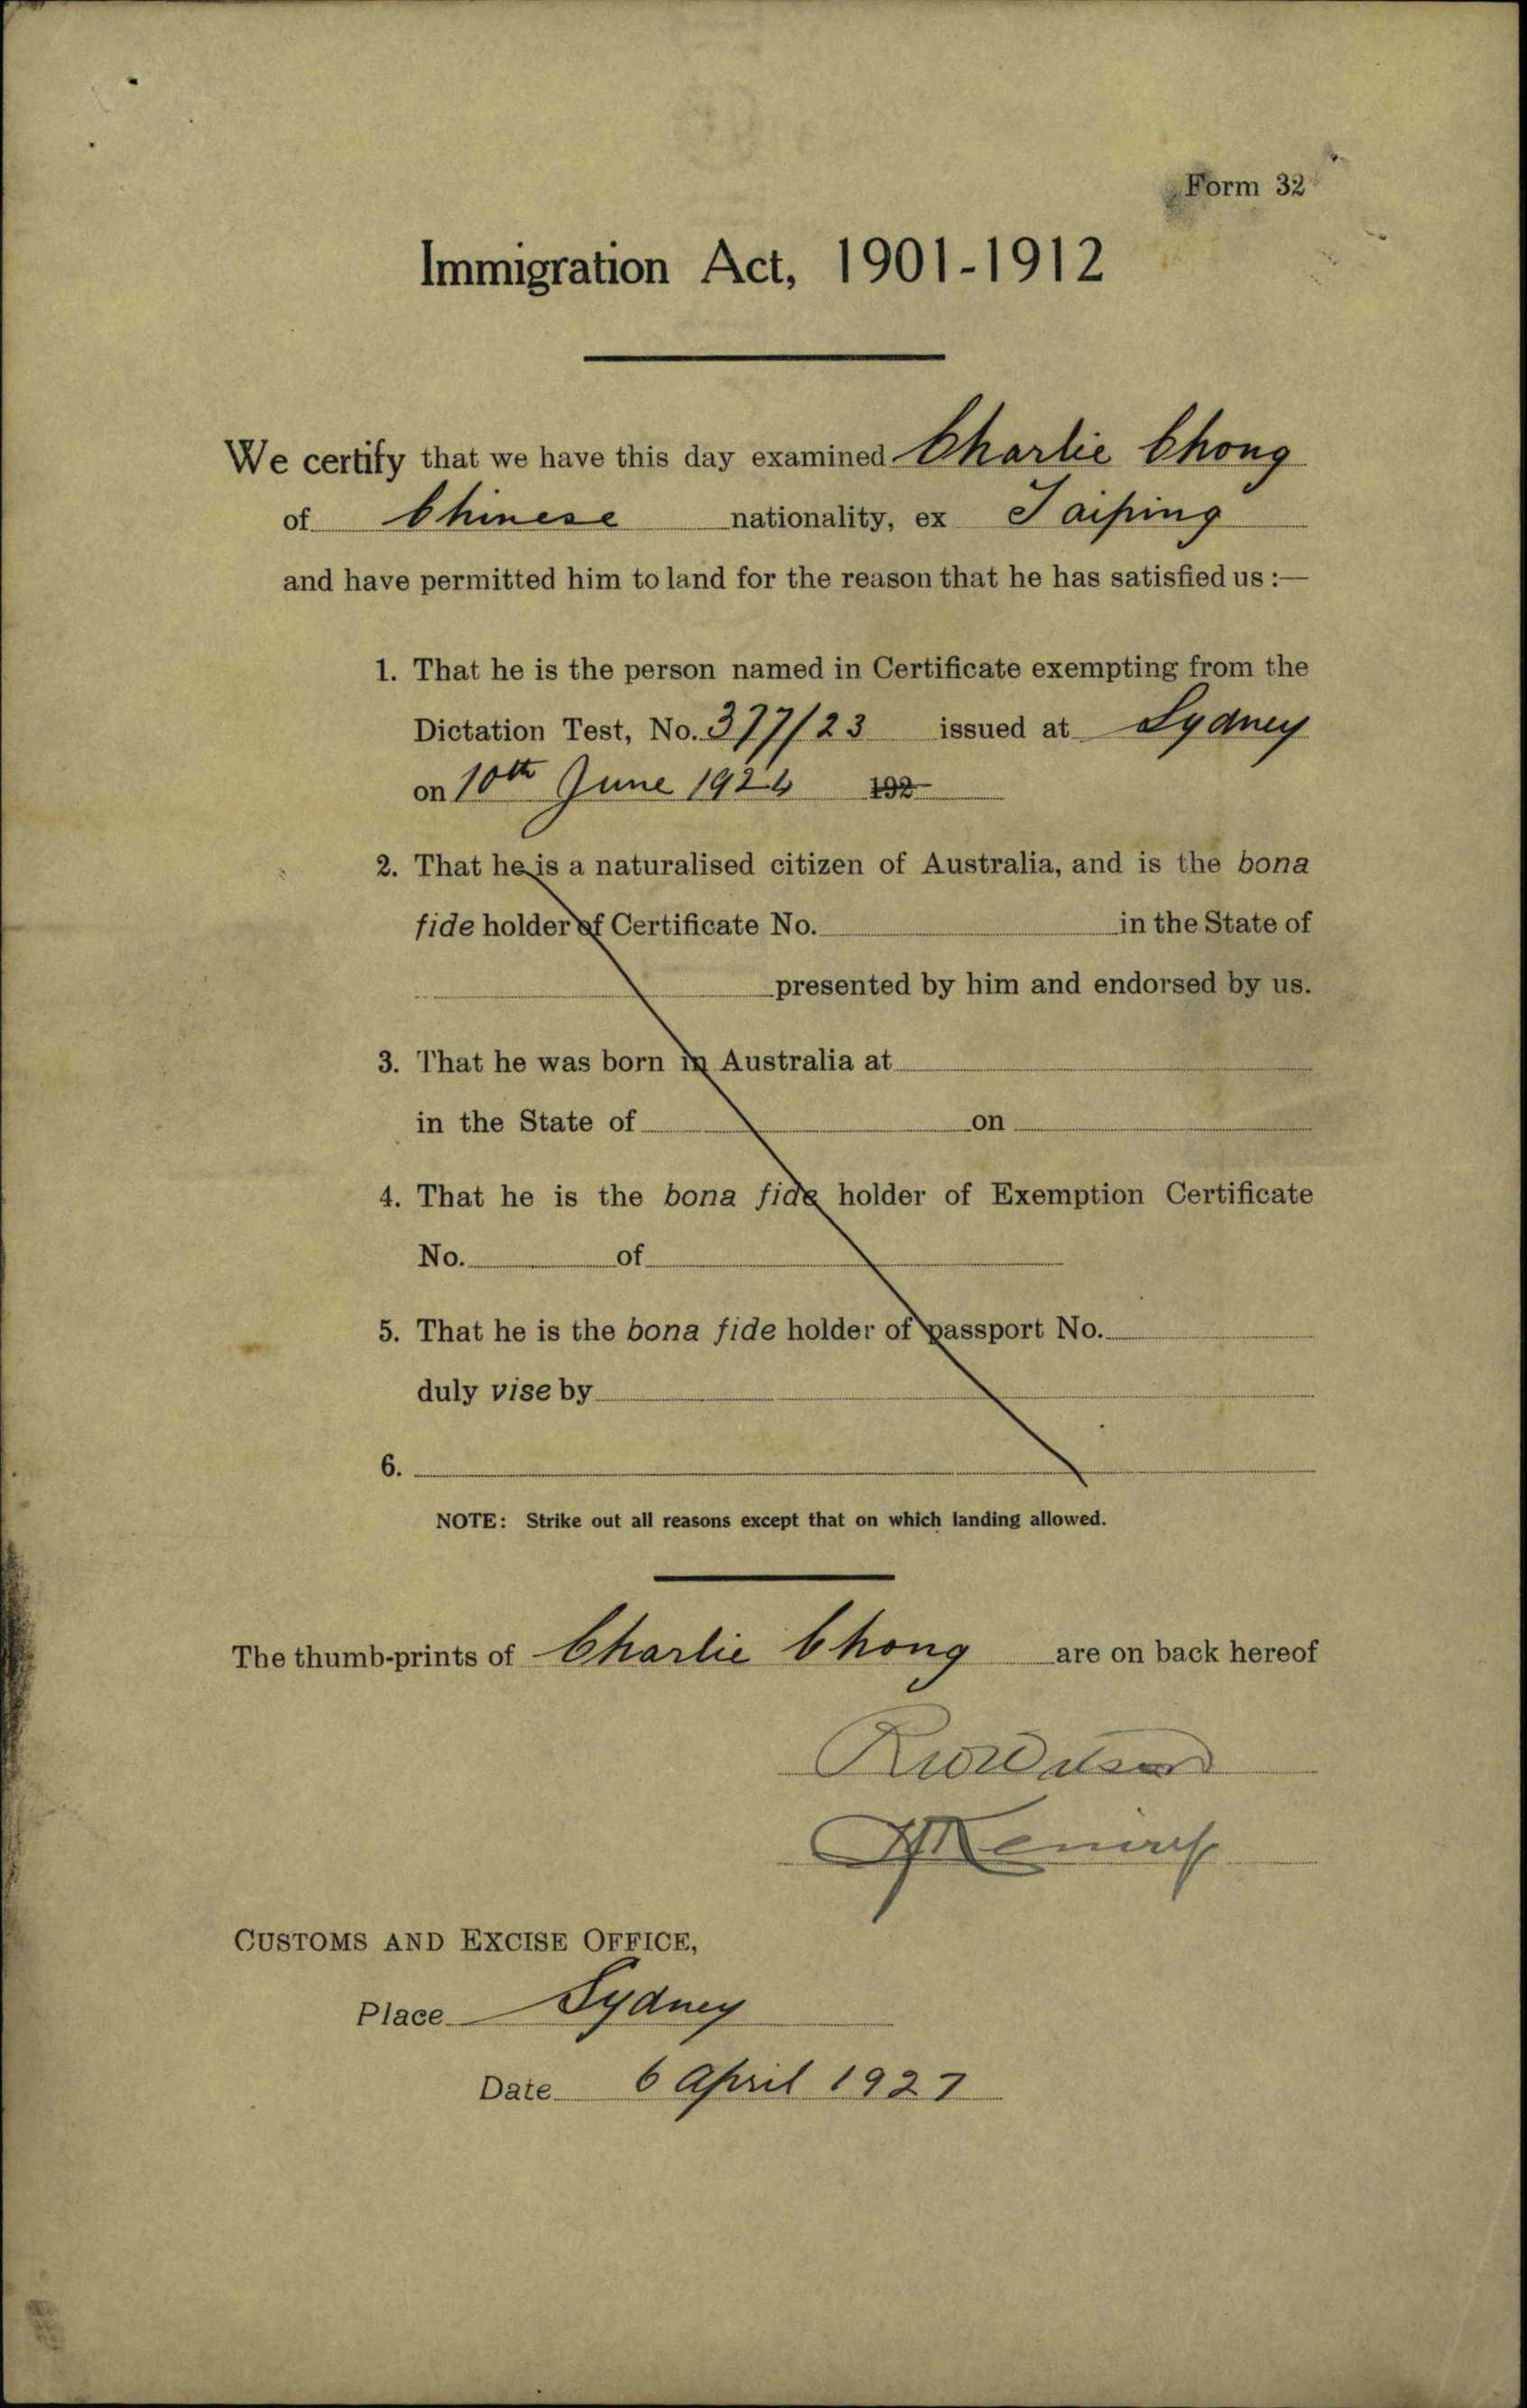 Form 32
Immigration Act, 1901-1912
We certify that we have this day examined Charlie Chong
of Chinese nationality, ex Taiping
and have permitted him to land for the reason that he has satisfied us :—
1. That he is the person named in Certificate exempting from the
Dictation Test, No. 377/23 issued at Sydney
on 10th June 1924 192
2. That he is a naturalised citizen of Australia, and is the bona
fide holder of Certificate No. in the State of
presented by him and endorsed by us.
3. That he was born in Australia at
in the State of on
4. That he is the bona fide holder of Exemption Certificate
No. of
5. That he is the bona fide holder of passport No.
duly vise by
6.
NOTE: Strike out all reasons except that on which landing allowed.
The thumb-prints of Charlie Chong are on back hereof
CUSTOMS AND EXCISE OFFICE,
Place Sydney
Date 6 April 1927